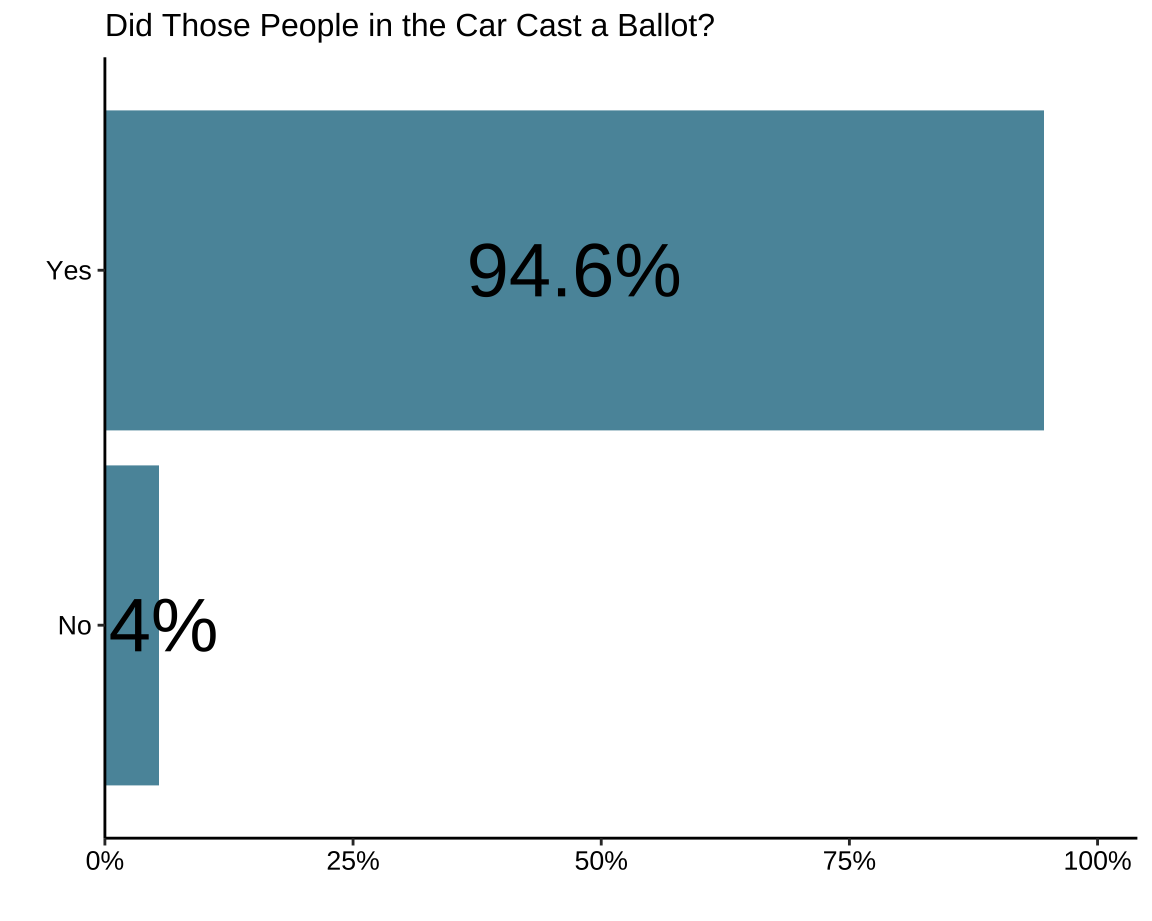 Did Those People in the Car Cast a Ballot?
Yes
94.6%
No
4%
0% 25% 50% 75% 100%